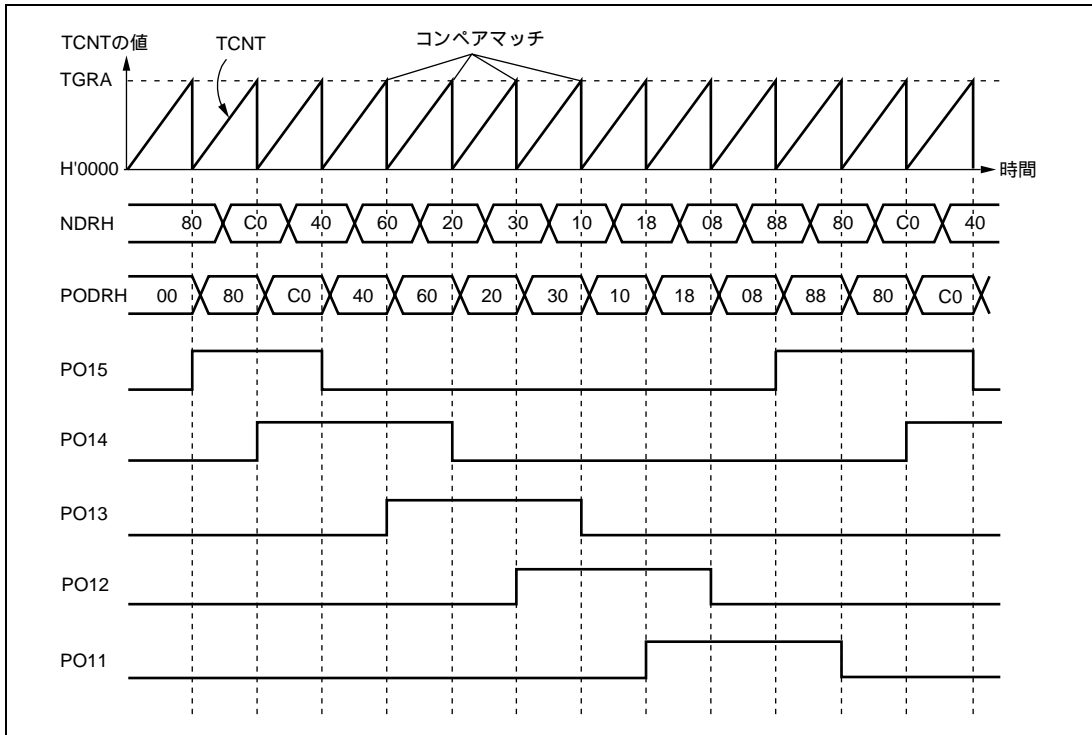 TCNTの値 TCNT コンペアマッチ
TGRA
H'0000 時間
NDRH 80 C0 40 60 20 30 10 18 08 88 80 C0 40
PODRH 00 80 C0 40 60 20 30 10 18 08 88 80 C0
PO15
PO14
PO13
PO12
PO11